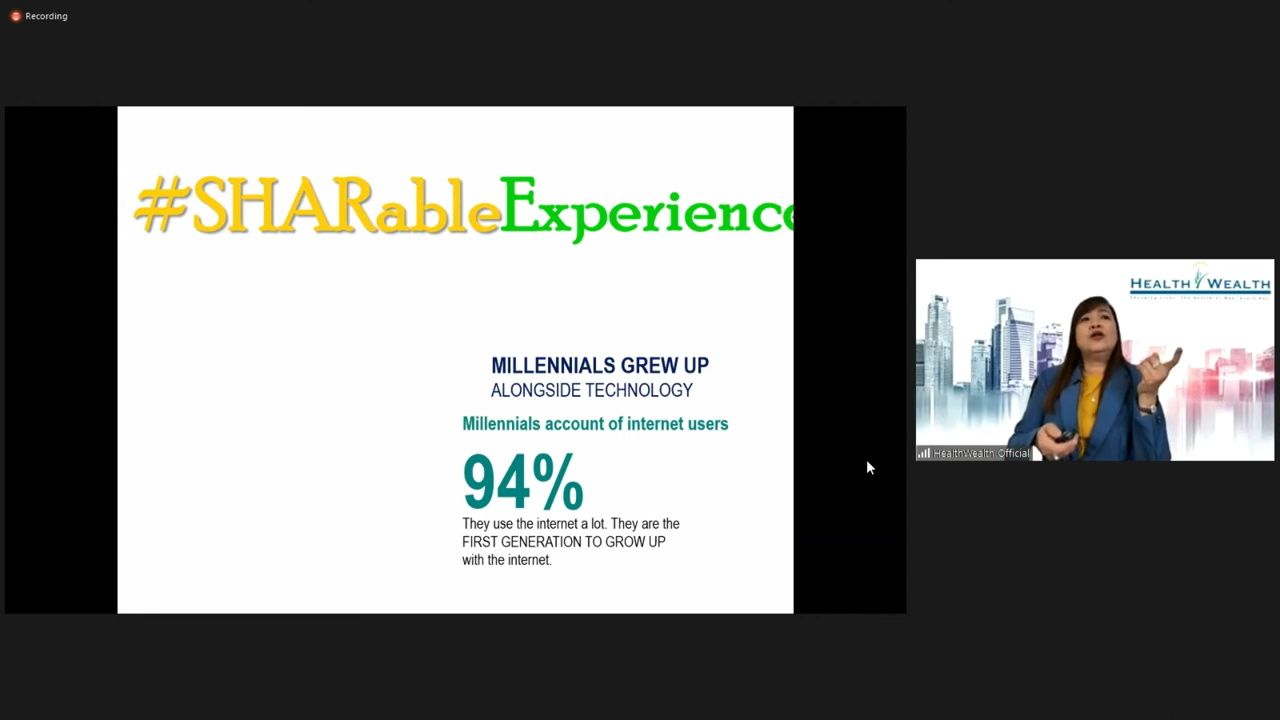 Recording
#SHARableExperienc
MILLENNIALS GREW UP
ALONGSIDE TECHNOLOGY
Millennials account of internet users
94%
They use the internet a lot. They are the
FIRST GENERATION TO GROW UP
with the internet.
HEALTH WEALTH
HealthWealth Official